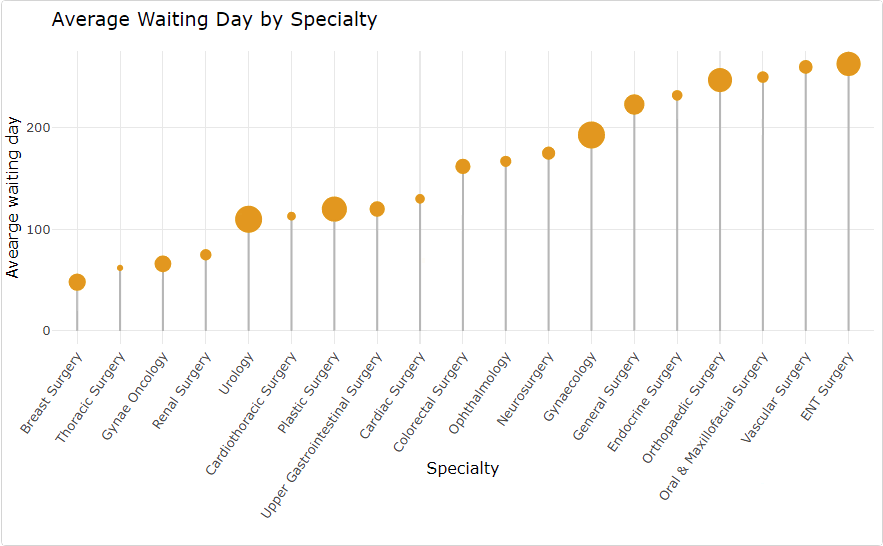 Average Waiting Day by Specialty
Avearge waiting day
200
100
0
Breast Surgery
Thoracic Surgery
Gynae Oncology
Renal Surgery
Urology
Cardiothoracic Surgery
Plastic Surgery
Upper Gastrointestinal Surgery
Cardiac Surgery
Colorectal Surgery
Ophthalmology
Neurosurgery
Gynaecology
General Surgery
Endocrine Surgery
Orthopaedic Surgery
Oral & Maxillofacial Surgery
Vascular Surgery
ENT Surgery
Specialty